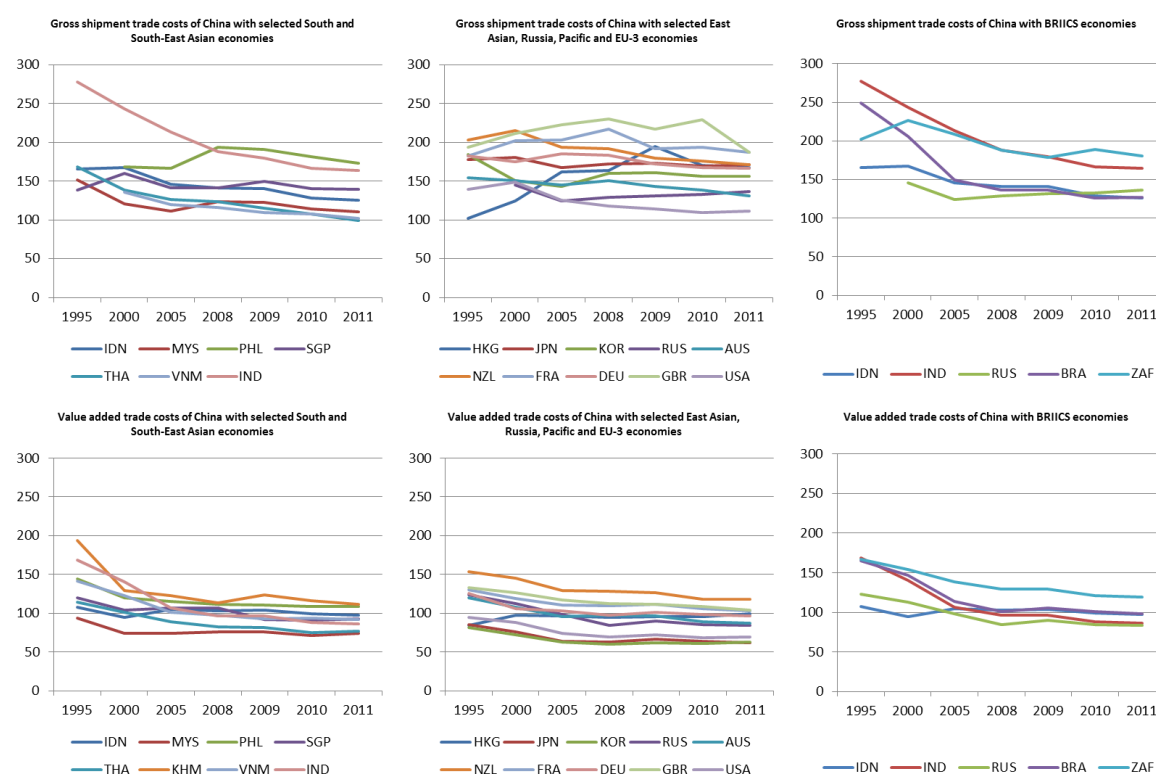 Gross shipment trade costs of China with selected South and
South-East Asian economies
300
250
200
150
100
50
0
1995 2000 2005 2008 2009 2010 2011
IDN MYS PHL SGP
THA VNM IND
Gross shipment trade costs of China with selected East
Asian, Russia, Pacific and EU-3 economies
300
250
200
150
100
50
0
1995 2000 2005 2008 2009 2010 2011
HKG JPN KOR RUS AUS
NZL FRA DEU GBR USA
Gross shipment trade costs of China with BRIICS economies
300
250
200
150
100
50
0
1995 2000 2005 2008 2009 2010 2011
IDN IND RUS BRA ZAF
Value added trade costs of China with selected South and
South-East Asian economies
300
250
200
150
100
50
0
1995 2000 2005 2008 2009 2010 2011
IDN MYS PHL SGP
THA KHM VNM IND
Value added trade costs of China with selected East Asian,
Russia, Pacific and EU-3 economies
300
250
200
150
100
50
0
1995 2000 2005 2008 2009 2010 2011
HKG JPN KOR RUS AUS
NZL FRA DEU GBR USA
Value added trade costs of China with BRIICS economies
300
250
200
150
100
50
0
1995 2000 2005 2008 2009 2010 2011
IDN IND RUS BRA ZAF